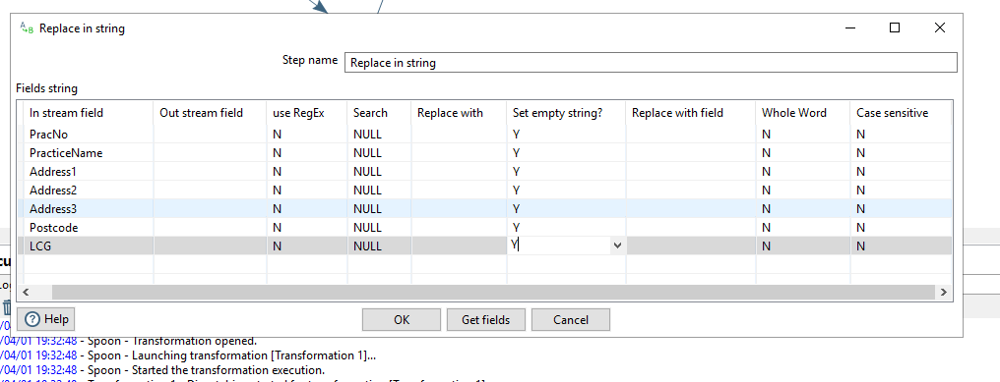 Replace in string
Step name Replace in string
Fields string
In stream field Out stream field use RegEx Search Replace with Set empty string? Replace with field Whole Word Case sensitive
PracNo N NULL Y N N
PracticeName N NULL Y N N
Address1 N NULL Y N N
Address2 N NULL Y N N
Address3 N NULL Y N N
Postcode N NULL Y N N
LCG N NULL Y N N
Help OK Get fields Cancel
/04/01 19:32:48 - Spoon - Transformation opened.
/04/01 19:32:48 - Spoon - Launching transformation [Transformation 1]...
/04/01 19:32:48 - Spoon - Started the transformation execution.